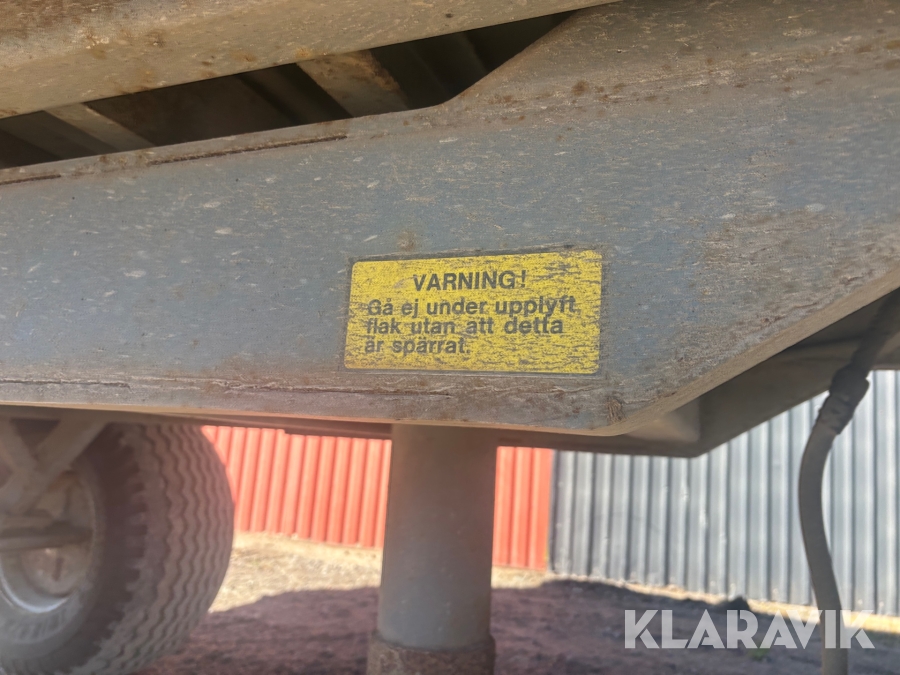 VARNING!
Gå ej under upplyft
flak utan att detta
är spärrat.
KLARAVIK